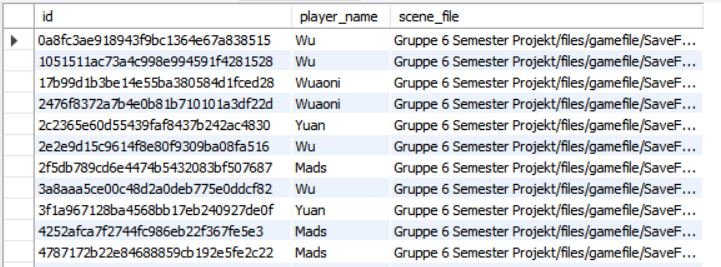 id player_name scene_file
0a8fc3ae918943f9bc1364e67a838515 Wu Gruppe 6 Semester Projekt/files/gamefile/SaveF...
1051511ac73a4c998e994591f4281528 Wu Gruppe 6 Semester Projekt/files/gamefile/SaveF...
17b99d1b3be14e55ba380584d1fced28 Wuaoni Gruppe 6 Semester Projekt/files/gamefile/SaveF...
2476f8372a7b4e0b81b710101a3df22d Wuaoni Gruppe 6 Semester Projekt/files/gamefile/SaveF...
2c2365e60d55439faf8437b242ac4830 Yuan Gruppe 6 Semester Projekt/files/gamefile/SaveF...
2e2e9d15c9614f8e80f9309ba08fa516 Wu Gruppe 6 Semester Projekt/files/gamefile/SaveF...
2f5db789cd6e4474b5432083bf507687 Mads Gruppe 6 Semester Projekt/files/gamefile/SaveF...
3a8aaa5ce00c48d2a0deb775e0ddcf82 Wu Gruppe 6 Semester Projekt/files/gamefile/SaveF...
3f1a967128ba4568bb17eb240927de0f Yuan Gruppe 6 Semester Projekt/files/gamefile/SaveF...
4252afca7f2744fc986eb22f367fe5e3 Mads Gruppe 6 Semester Projekt/files/gamefile/SaveF...
4787172b22e84688859cb192e5fe2c22 Mads Gruppe 6 Semester Projekt/files/gamefile/SaveF...